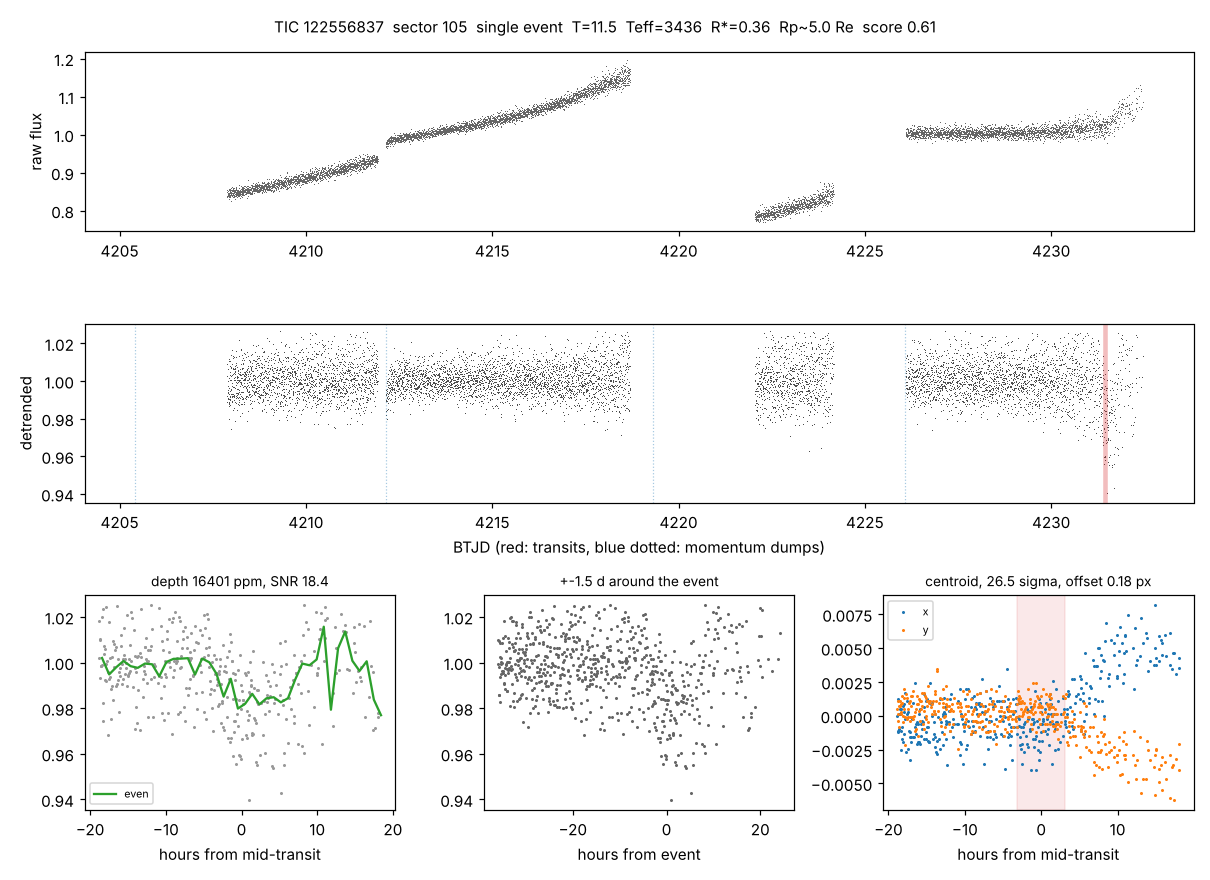 TIC 122556837  sector 105  single event  T=11.5  Teff=3436  R*=0.36  Rp~5.0 Re  score 0.61
raw flux
1.2
1.1
1.0
0.9
0.8
4205 4210 4215 4220 4225 4230
detrended
1.02
1.00
0.98
0.96
0.94
4205 4210 4215 4220 4225 4230
BTJD (red: transits, blue dotted: momentum dumps)
depth 16401 ppm, SNR 18.4
1.02
1.00
0.98
0.96
0.94
even
−20 −10 0 10 20
hours from mid-transit
+-1.5 d around the event
1.02
1.00
0.98
0.96
0.94
−20 0 20
hours from event
centroid, 26.5 sigma, offset 0.18 px
x
y
0.0075
0.0050
0.0025
0.0000
−0.0025
−0.0050
−20 −10 0 10
hours from mid-transit